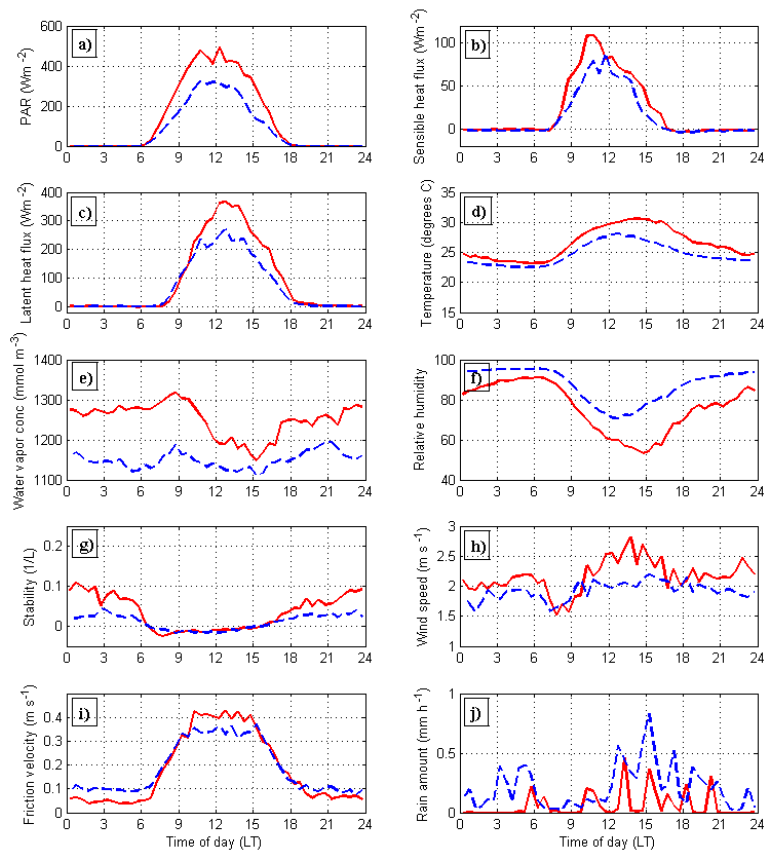 a)
PAR (Wm⁻²)
600
400
200
0
0 3 6 9 12 15 18 21 24
b)
Sensible heat flux (Wm⁻²)
100
50
0
0 3 6 9 12 15 18 21 24
c)
Latent heat flux (Wm⁻²)
400
300
200
100
0
0 3 6 9 12 15 18 21 24
d)
Temperature (degrees C)
35
30
25
20
15
0 3 6 9 12 15 18 21 24
e)
Water vapor conc (mmol m⁻³)
1400
1300
1200
1100
0 3 6 9 12 15 18 21 24
f)
Relative humidity
100
80
60
40
0 3 6 9 12 15 18 21 24
g)
Stability (1/L)
0.2
0.1
0
0 3 6 9 12 15 18 21 24
h)
Wind speed (m s⁻¹)
3
2.5
2
1.5
1
0 3 6 9 12 15 18 21 24
i)
Friction velocity (m s⁻¹)
0.4
0.3
0.2
0.1
0
0 3 6 9 12 15 18 21 24
Time of day (LT)
j)
Rain amount (mm h⁻¹)
1
0.5
0
0 3 6 9 12 15 18 21 24
Time of day (LT)